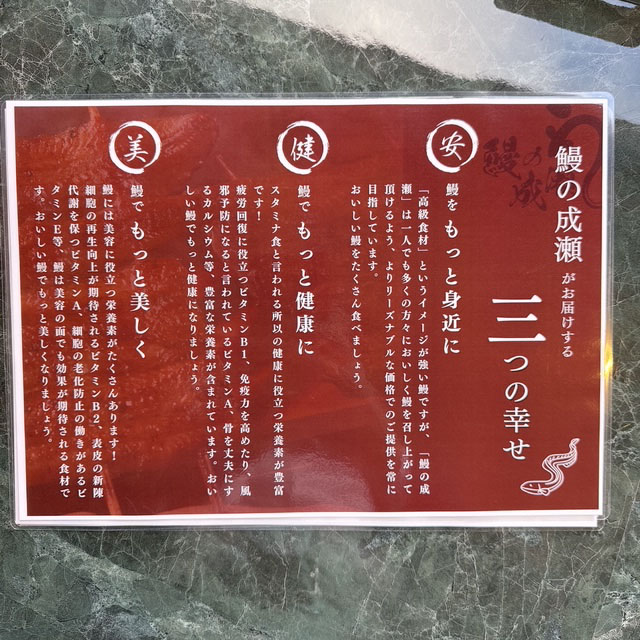 鰻の成瀬がお届けする
三つの幸せ
鰻の成瀬
安
鰻をもっと身近に
「高級食材」というイメージが強い鰻ですが、「鰻の成
瀬」は一人でも多くの方々においしく鰻を召し上がって
頂けるよう、よりリーズナブルな価格でのご提供を常に
目指しています。
おいしい鰻をたくさん食べましょう。
健
鰻でもっと健康に
スタミナ食と言われる所以の健康に役立つ栄養素が豊富
です!
疲労回復に役立つビタミンB1、免疫力を高めたり、風
邪予防になると言われているビタミンA、骨を丈夫にす
るカルシウム等、豊富な栄養素が含まれています。おい
しい鰻でもっと健康になりましょう。
美
鰻でもっと美しく
鰻には美容に役立つ栄養素がたくさんあります!
細胞の再生向上が期待されるビタミンB2、表皮の新陳
代謝を保つビタミンA、細胞の老化防止の働きがあるビ
タミンE等、鰻は美容の面でも効果が期待される食材で
す。おいしい鰻でもっと美しくなりましょう。